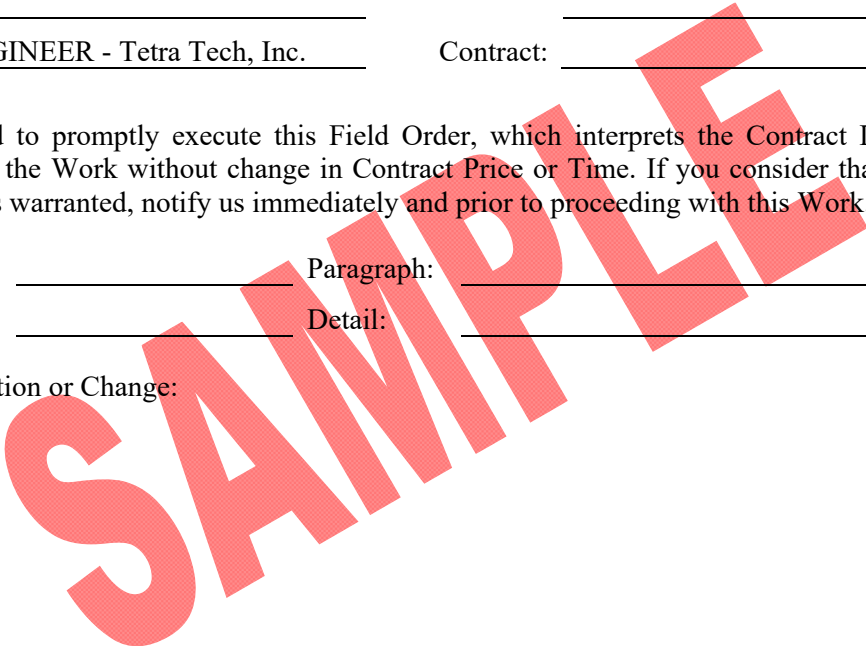 GINEER - Tetra Tech, Inc. Contract:
to promptly execute this Field Order, which interprets the Contract
the Work without change in Contract Price or Time. If you consider
warranted, notify us immediately and prior to proceeding with this Work
Paragraph:
Detail:
tion or Change:
SAMPLE